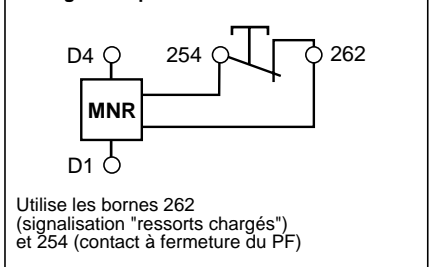 D4
254
262
MNR
D1
Utilise les bornes 262
(signalisation "ressorts chargés")
et 254 (contact à fermeture du PF)